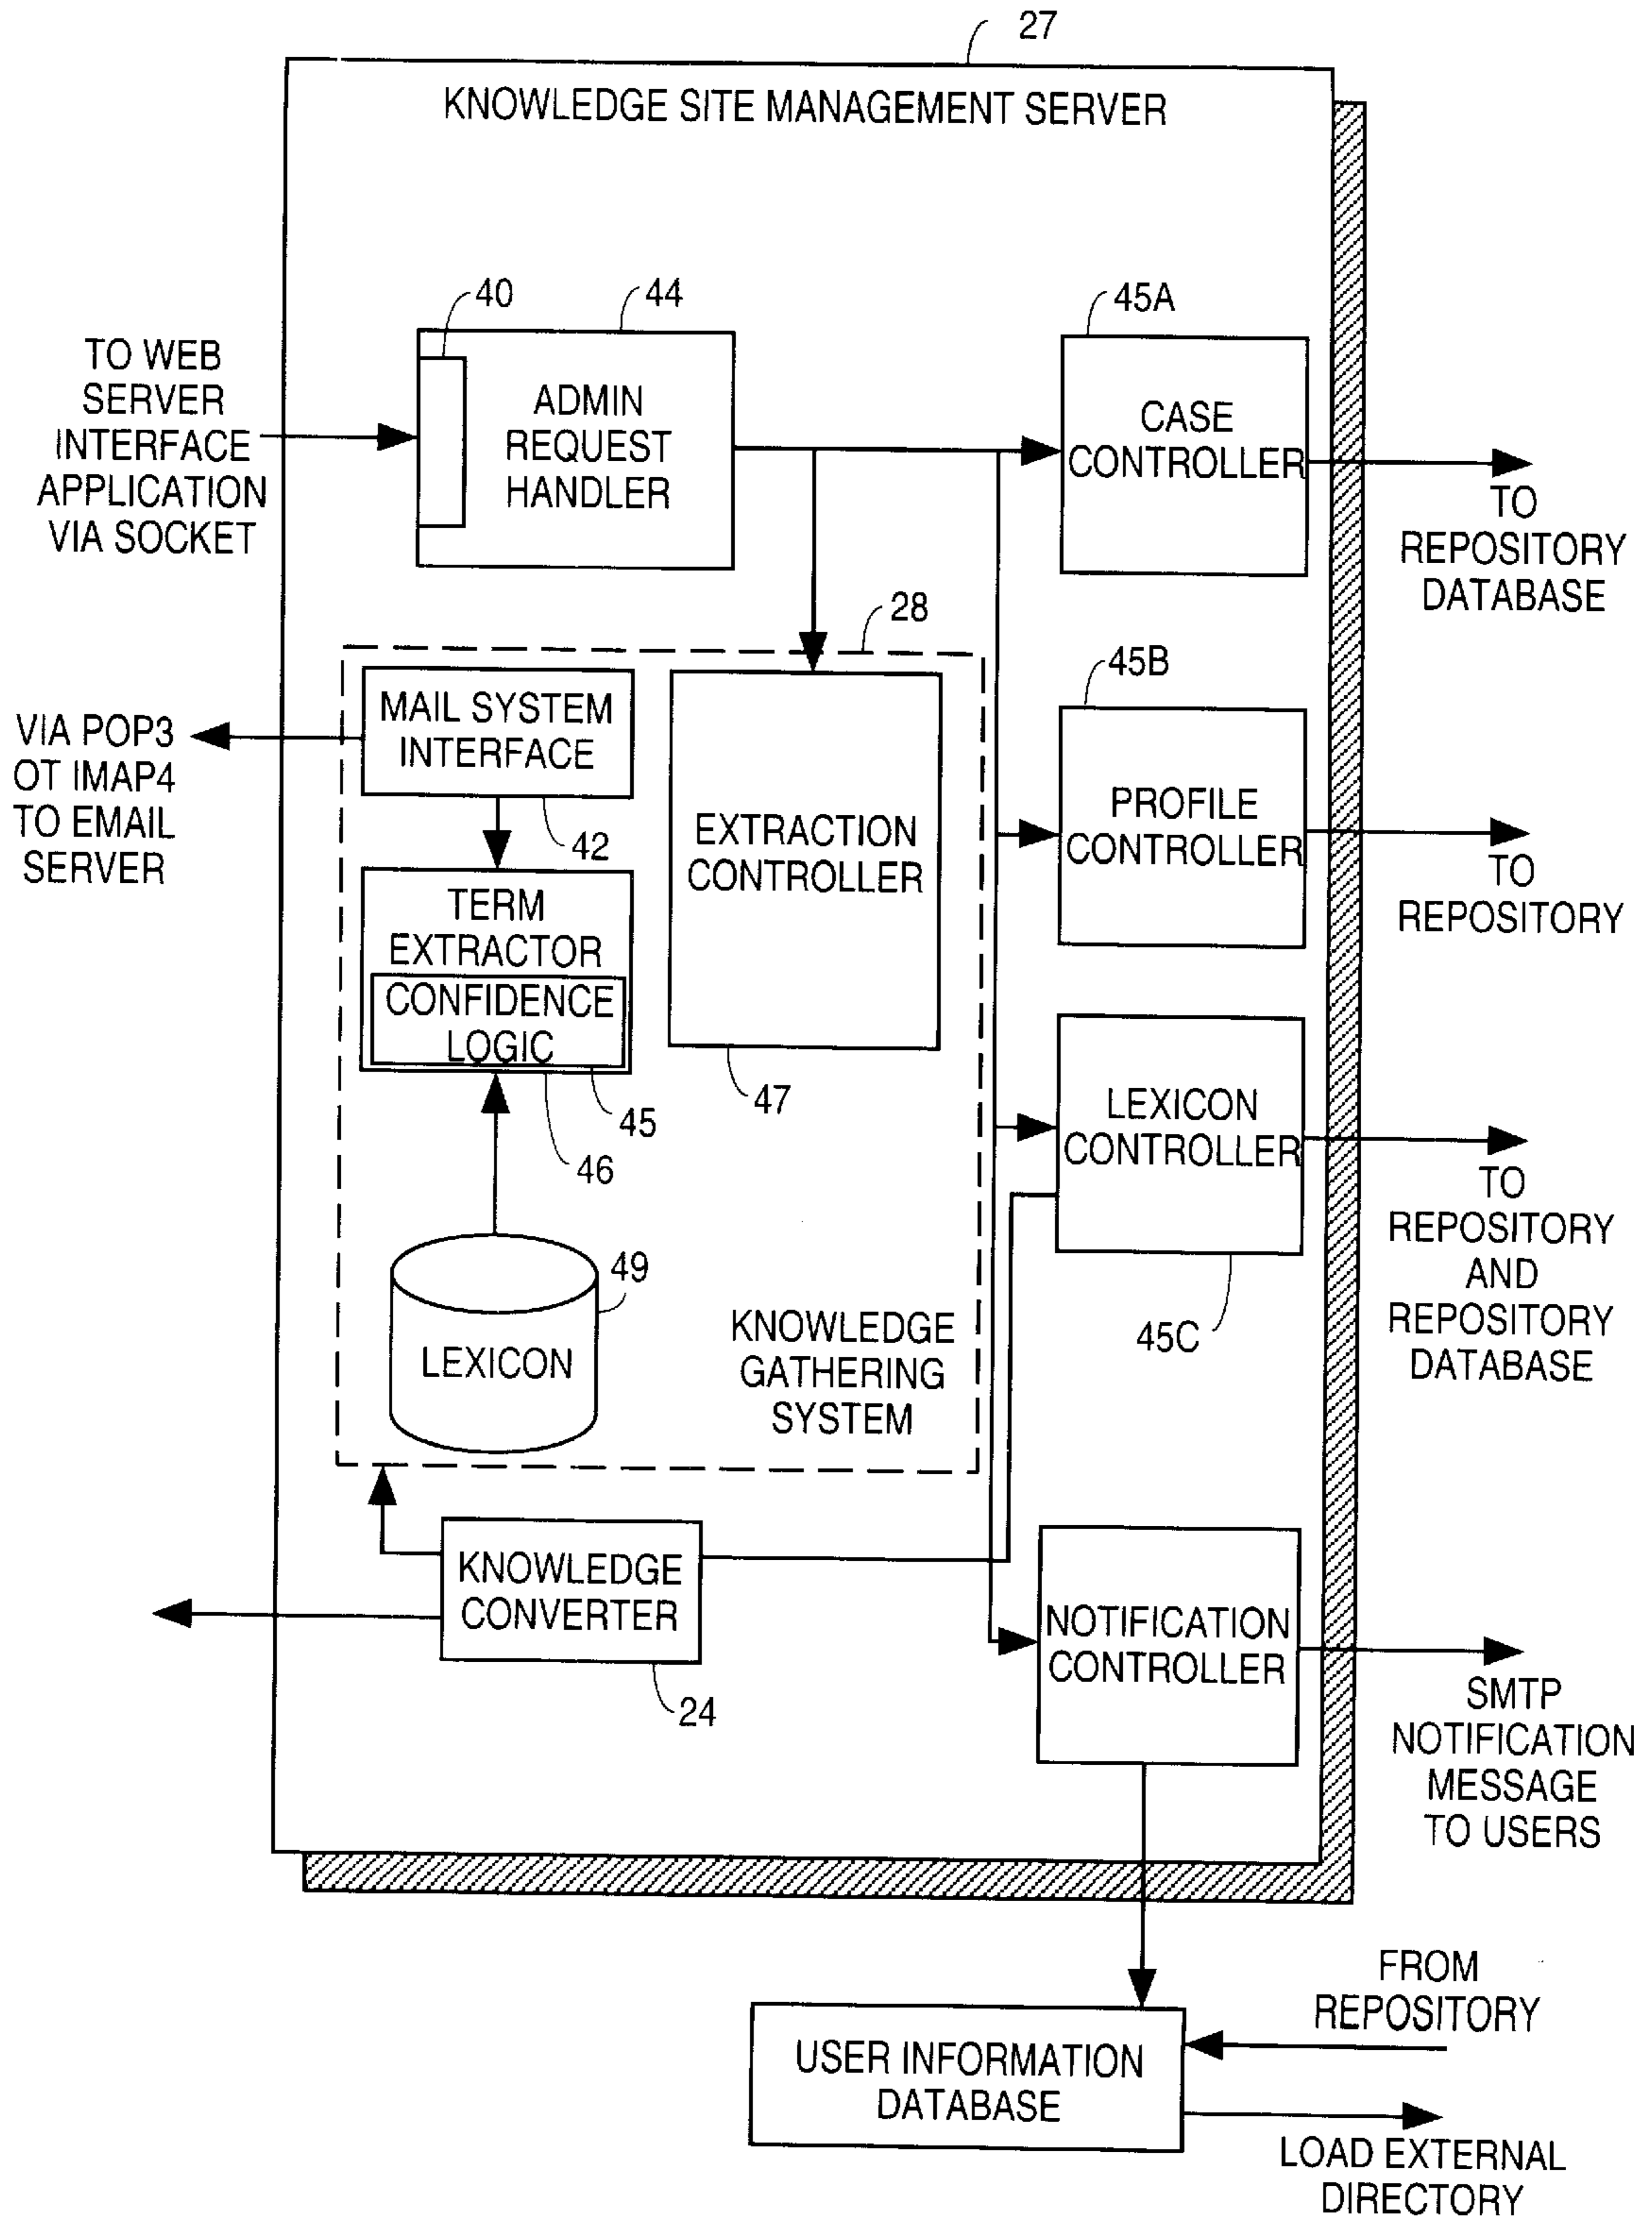 27
KNOWLEDGE SITE MANAGEMENT SERVER
40
44
45A
TO WEB
SERVER
INTERFACE
APPLICATION
VIA SOCKET
ADMIN
REQUEST
HANDLER
CASE
CONTROLLER
TO
REPOSITORY
DATABASE
28
45B
MAIL SYSTEM
INTERFACE
42
VIA POP3
OT IMAP4
TO EMAIL
SERVER
EXTRACTION
CONTROLLER
47
PROFILE
CONTROLLER
TO
REPOSITORY
TERM
EXTRACTOR
CONFIDENCE
LOGIC
45
46
LEXICON
CONTROLLER
45C
TO
REPOSITORY
AND
REPOSITORY
DATABASE
49
LEXICON
KNOWLEDGE
GATHERING
SYSTEM
KNOWLEDGE
CONVERTER
24
NOTIFICATION
CONTROLLER
SMTP
NOTIFICATION
MESSAGE
TO USERS
FROM
REPOSITORY
USER INFORMATION
DATABASE
LOAD EXTERNAL
DIRECTORY